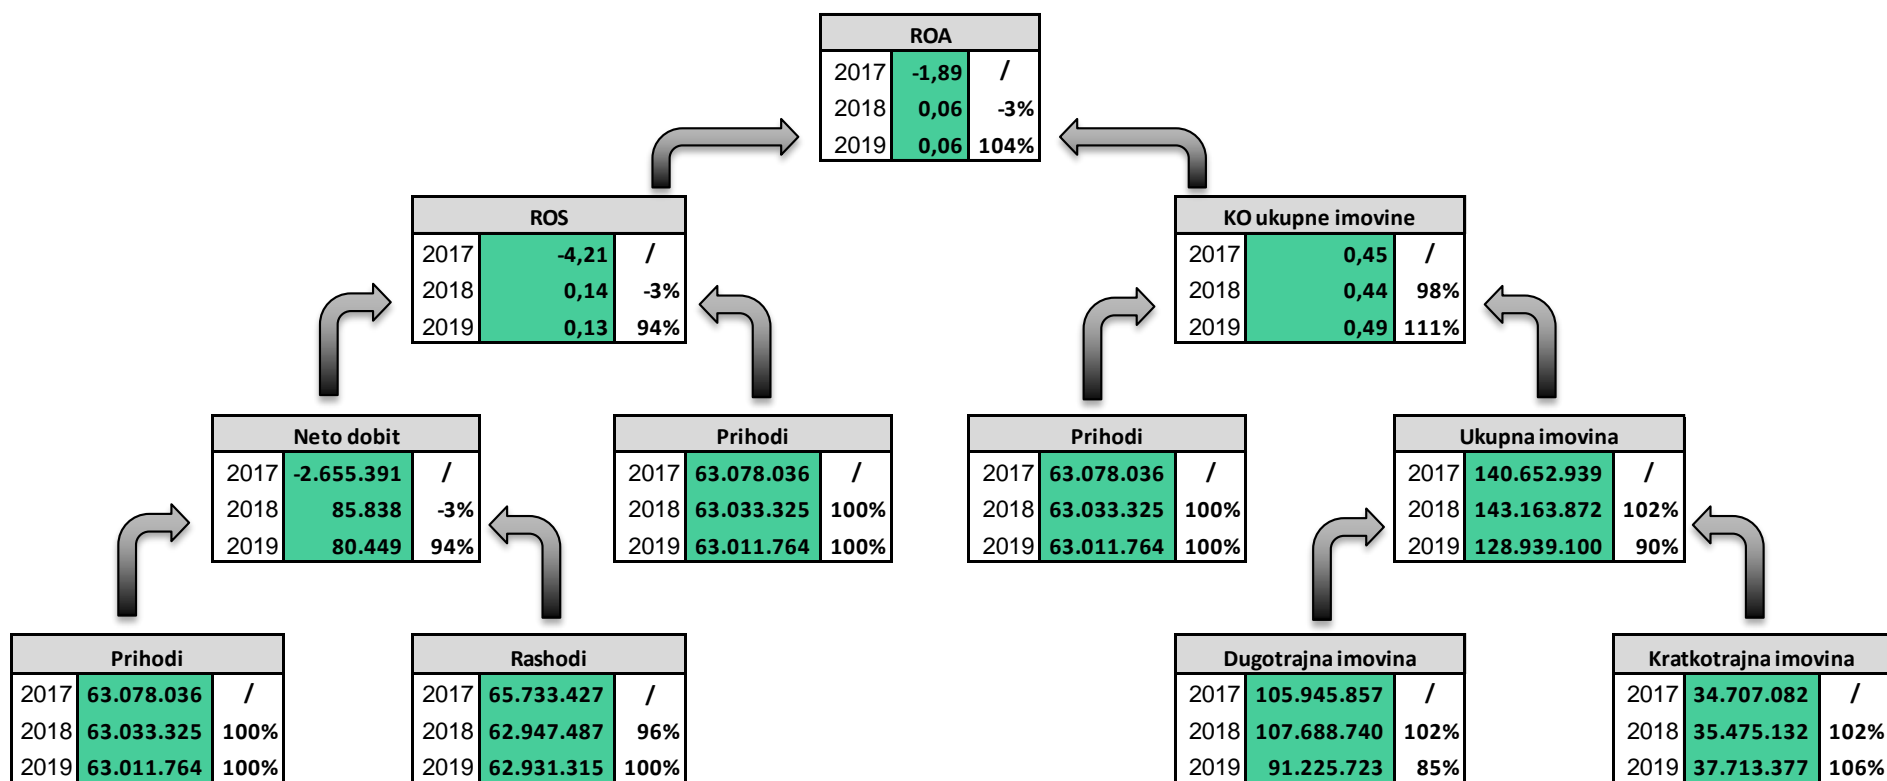 ROA
2017 -1,89 /
2018 0,06 -3%
2019 0,06 104%
ROS
2017 -4,21 /
2018 0,14 -3%
2019 0,13 94%
KO ukupne imovine
2017 0,45 /
2018 0,44 98%
2019 0,49 111%
Neto dobit
2017 -2.655.391 /
2018 85.838 -3%
2019 80.449 94%
Prihodi
2017 63.078.036 /
2018 63.033.325 100%
2019 63.011.764 100%
Prihodi
2017 63.078.036 /
2018 63.033.325 100%
2019 63.011.764 100%
Ukupna imovina
2017 140.652.939 /
2018 143.163.872 102%
2019 128.939.100 90%
Prihodi
2017 63.078.036 /
2018 63.033.325 100%
2019 63.011.764 100%
Rashodi
2017 65.733.427 /
2018 62.947.487 96%
2019 62.931.315 100%
Dugotrajna imovina
2017 105.945.857 /
2018 107.688.740 102%
2019 91.225.723 85%
Kratkotrajna imovina
2017 34.707.082 /
2018 35.475.132 102%
2019 37.713.377 106%